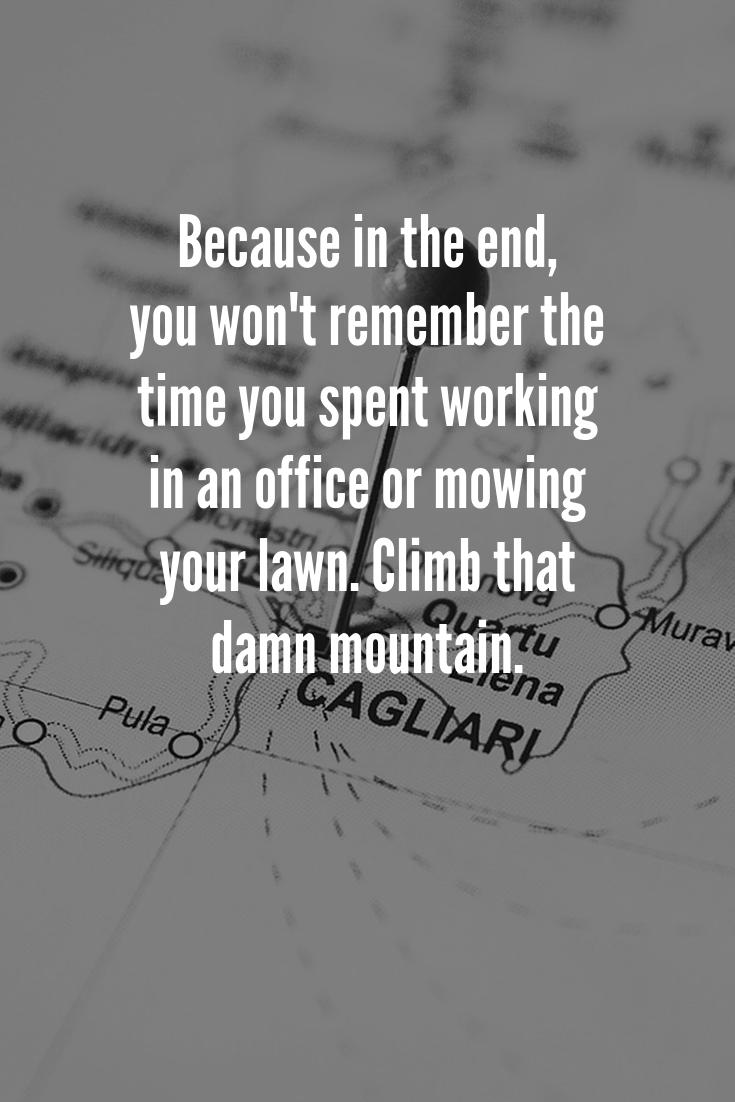 Because in the end,
you won't remember the
time you spent working
in an office or mowing
your lawn. Climb that
damn mountain.
Siliqua
Quartu
Elena
Murav
CAGLIARI
Pula